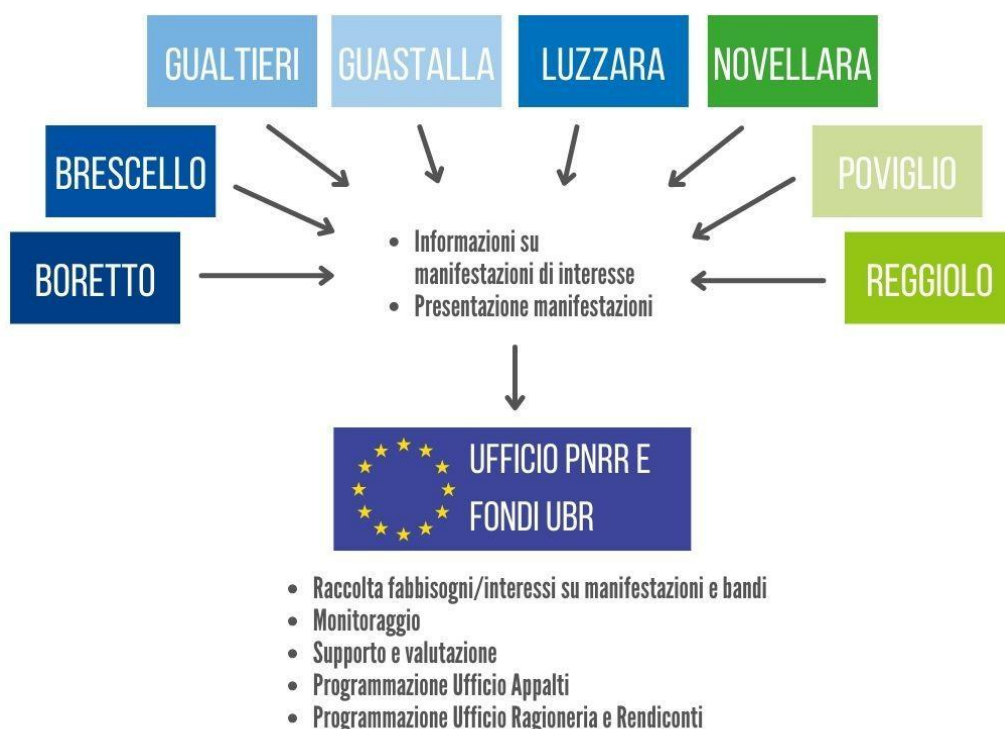 GUALTIERI
GUASTALLA
LUZZARA
NOVELLARA
BRESCELLO
POVIGLIO
BORETTO
REGGIOLO
• Informazioni su
manifestazioni di interesse
• Presentazione manifestazioni
UFFICIO PNRR E
FONDI UBR
• Raccolta fabbisogni/interessi su manifestazioni e bandi
• Monitoraggio
• Supporto e valutazione
• Programmazione Ufficio Appalti
• Programmazione Ufficio Ragioneria e Rendiconti